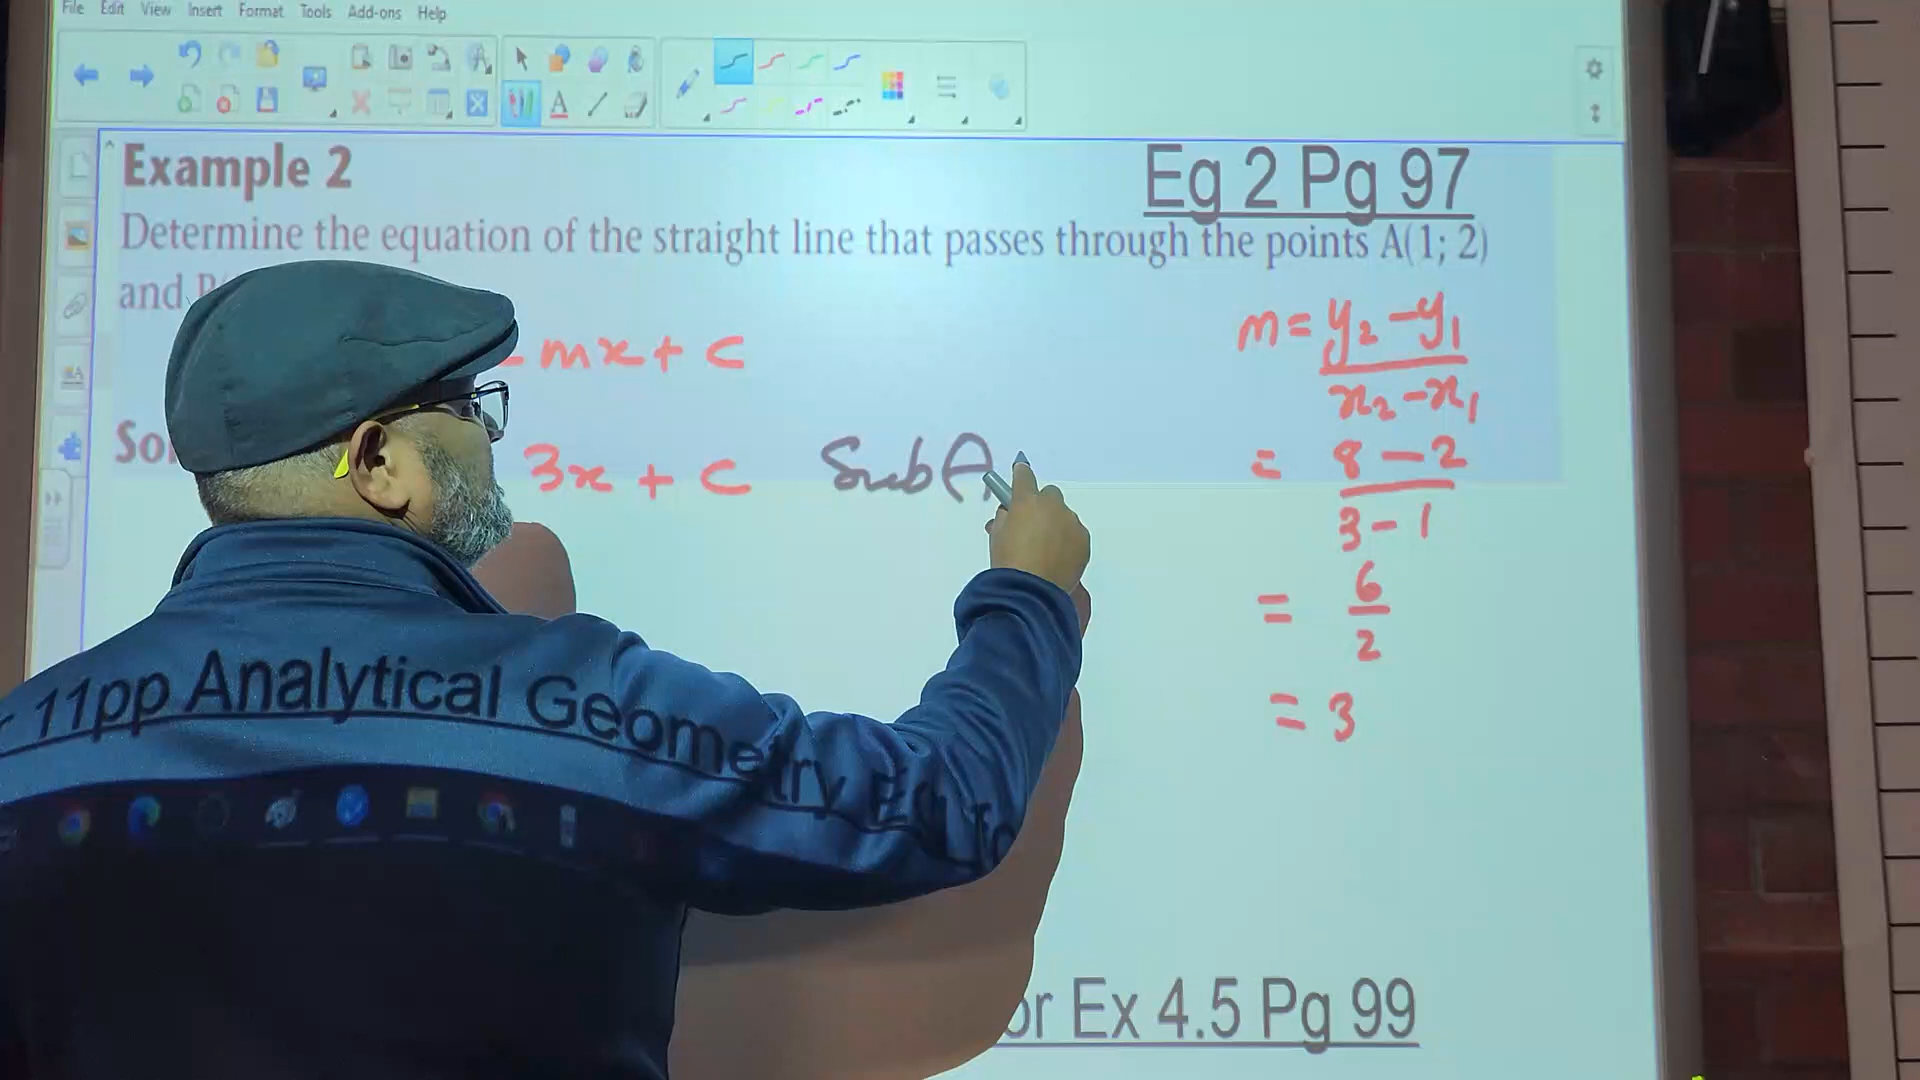 File Edit View Insert Format Tools Add-ons Help
Example 2
Eg 2 Pg 97
Determine the equation of the straight line that passes through the points A(1; 2)
and
mx + c
m = y₂ - y₁
x₂ - x₁
3x + c Sub A
= 8 - 2
3 - 1
= 6
2
= 3
11pp Analytical Geometry
or Ex 4.5 Pg 99